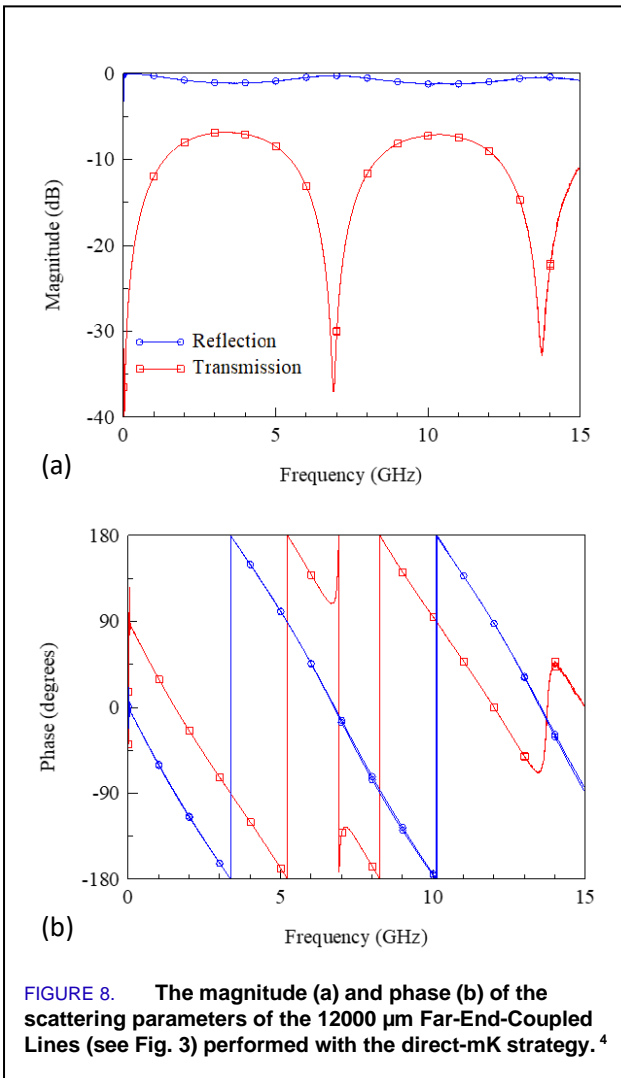 0
-10
-20
-30
-40
Magnitude (dB)
Reflection
Transmission
0
5
10
15
(a)
Frequency (GHz)
180
90
0
-90
-180
Phase (degrees)
0
5
10
15
(b)
Frequency (GHz)
FIGURE 8. The magnitude (a) and phase (b) of the
scattering parameters of the 12000 µm Far-End-Coupled
Lines (see Fig. 3) performed with the direct-mK strategy. 4